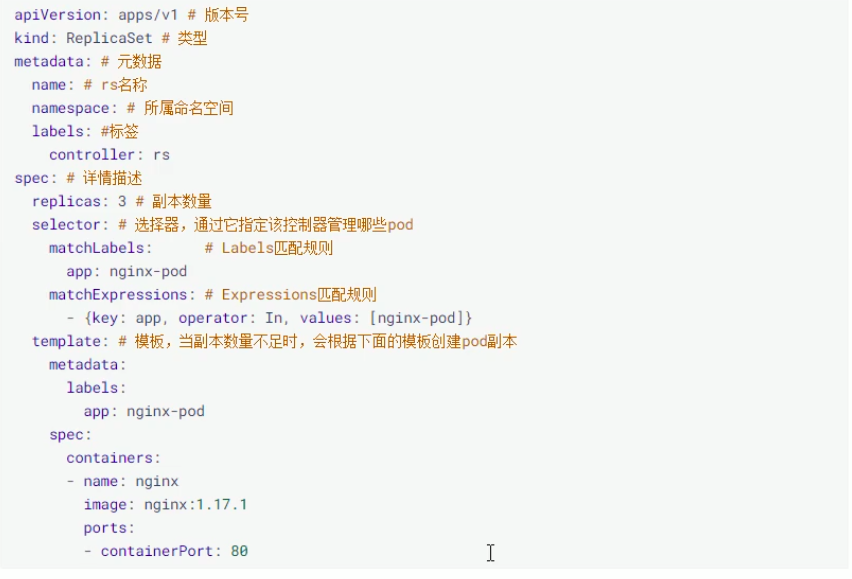 apiVersion: apps/v1 # 版本号
kind: ReplicaSet # 类型
metadata: # 元数据
  name: # rs名称
  namespace: # 所属命名空间
  labels: #标签
    controller: rs
spec: # 详情描述
  replicas: 3 # 副本数量
  selector: # 选择器，通过它指定该控制器管理哪些pod
    matchLabels:      # Labels匹配规则
      app: nginx-pod
    matchExpressions: # Expressions匹配规则
      - {key: app, operator: In, values: [nginx-pod]}
  template: # 模板，当副本数量不足时，会根据下面的模板创建pod副本
    metadata:
      labels:
        app: nginx-pod
    spec:
      containers:
      - name: nginx
        image: nginx:1.17.1
        ports:
        - containerPort: 80